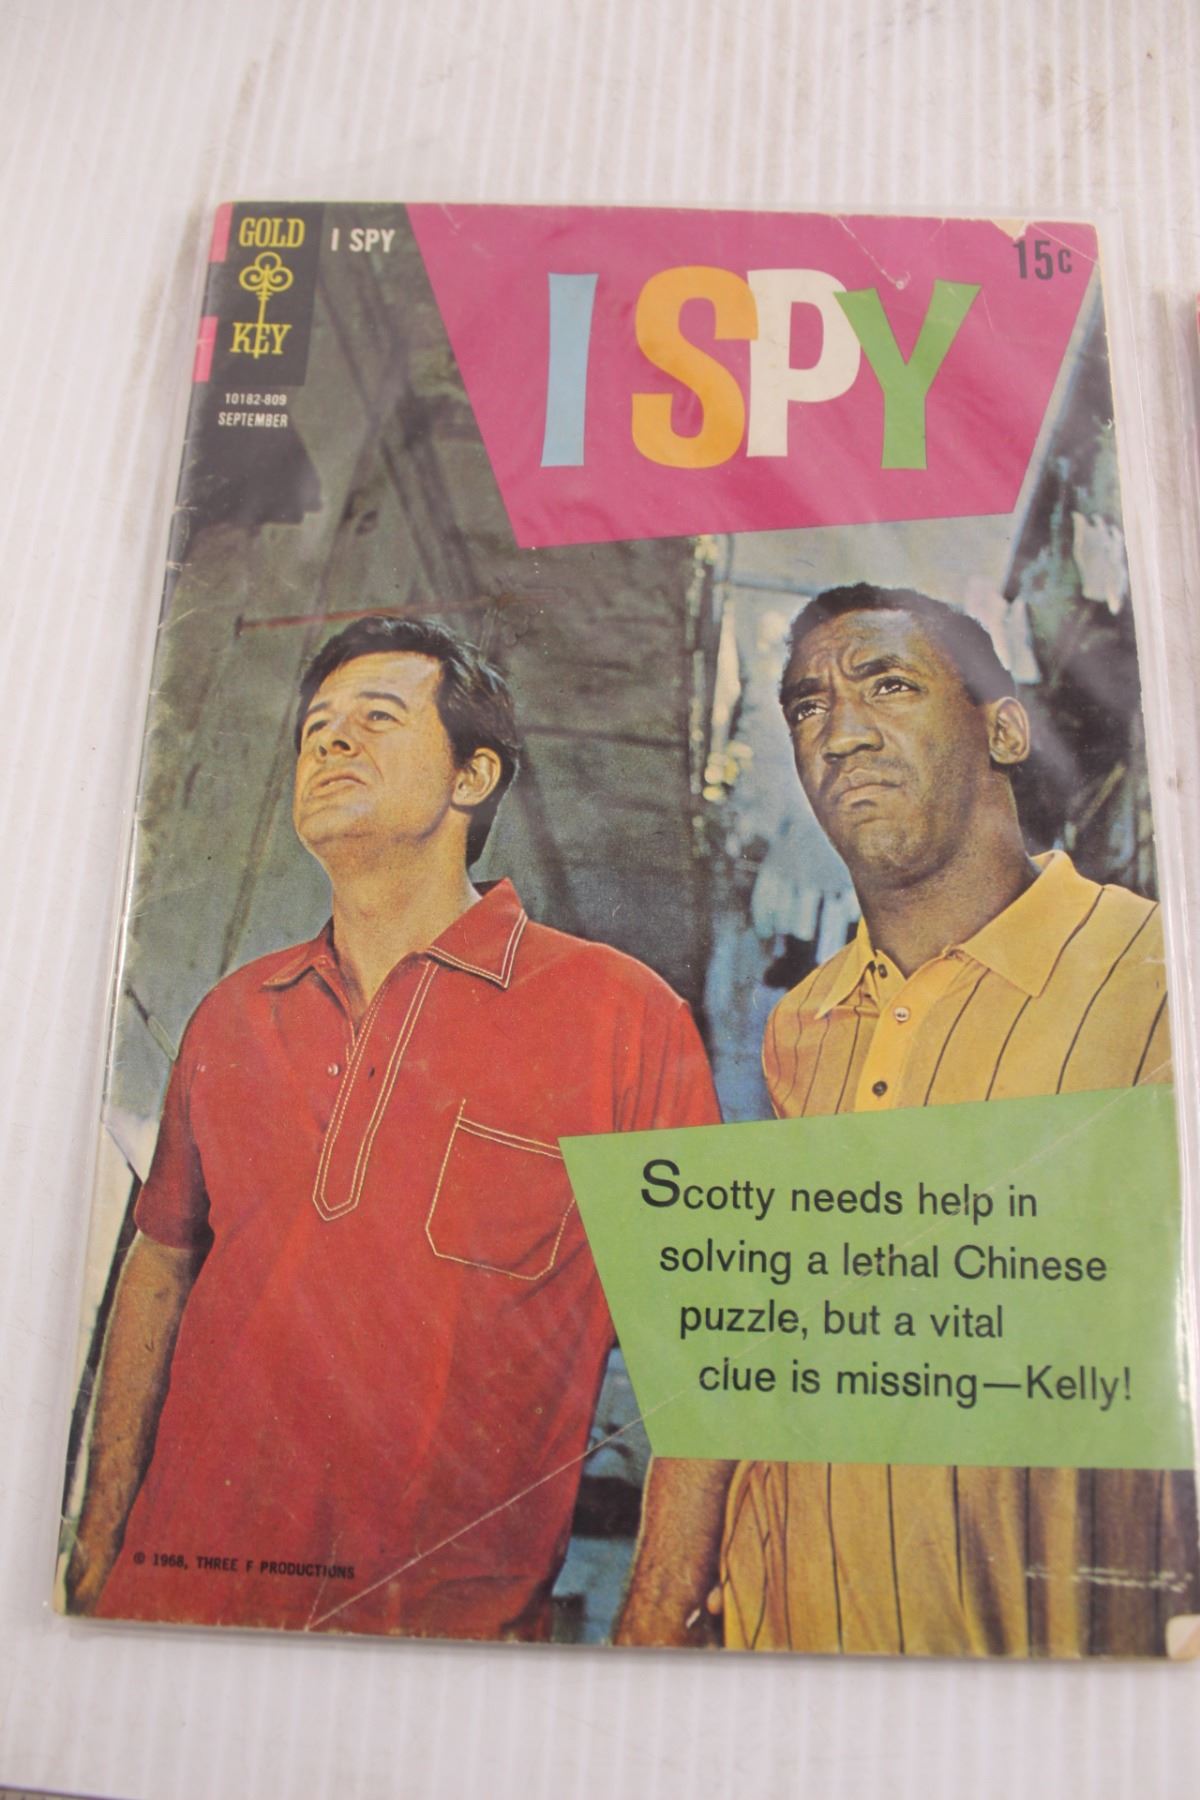 GOLD
KEY
I SPY
10182-809
SEPTEMBER
I SPY
15c
Scotty needs help in
solving a lethal Chinese
puzzle, but a vital
clue is missing—Kelly!
© 1968, THREE F PRODUCTIONS